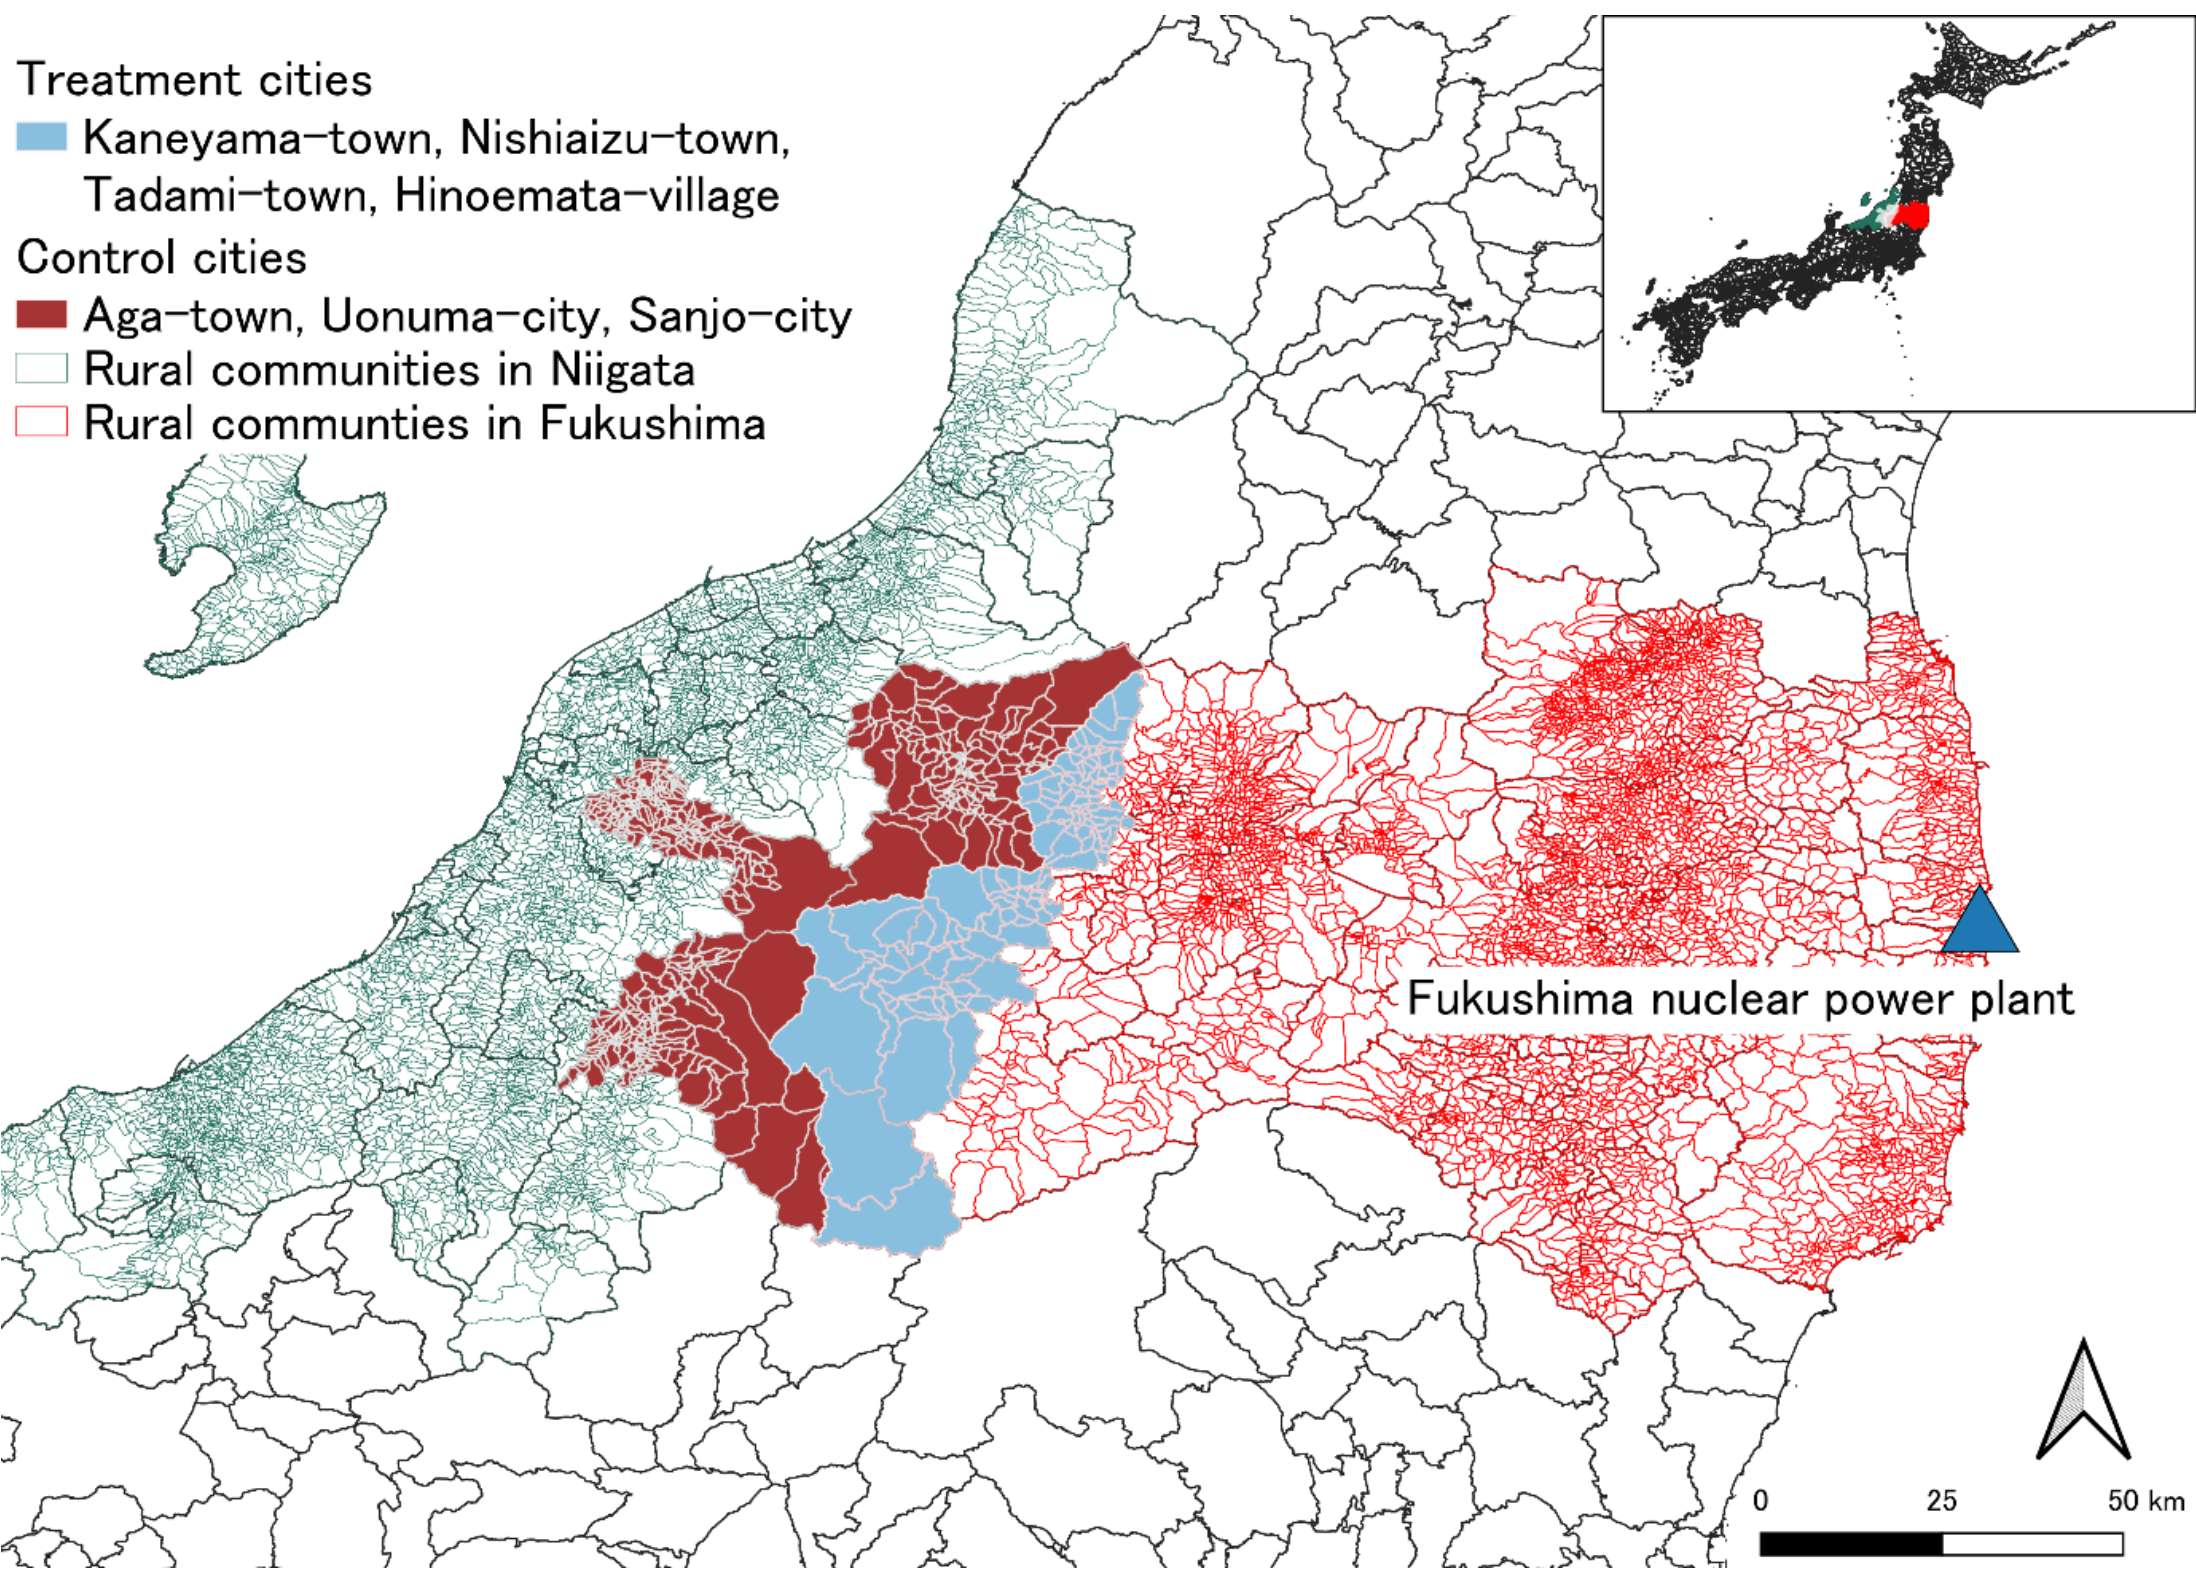 Treatment cities
Kaneyama-town, Nishiaizu-town,
Tadami-town, Hinoemata-village
Control cities
Aga-town, Uonuma-city, Sanjo-city
Rural communities in Niigata
Rural communties in Fukushima
Fukushima nuclear power plant
0 25 50 km